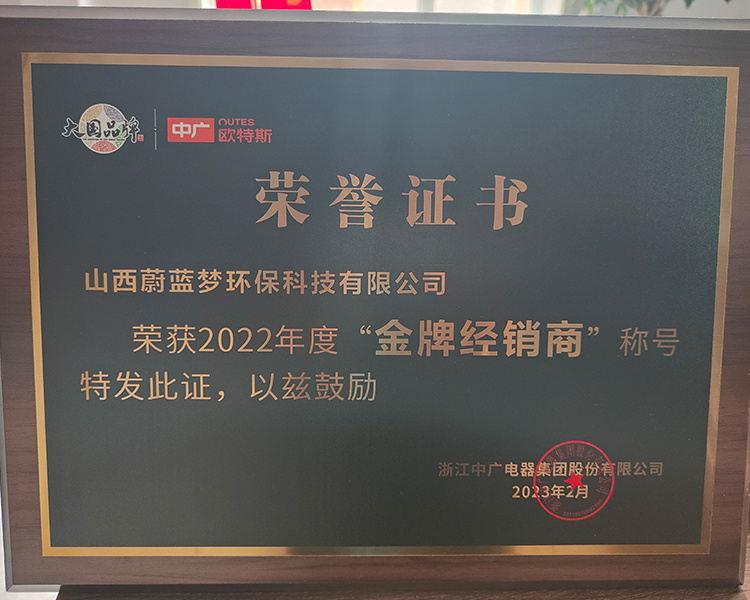 大国品牌
中广
OUTES
欧特斯
荣誉证书
山西蔚蓝梦环保科技有限公司
荣获2022年度“金牌经销商”称号
特发此证，以兹鼓励
浙江中广电器集团股份有限公司
2023年2月